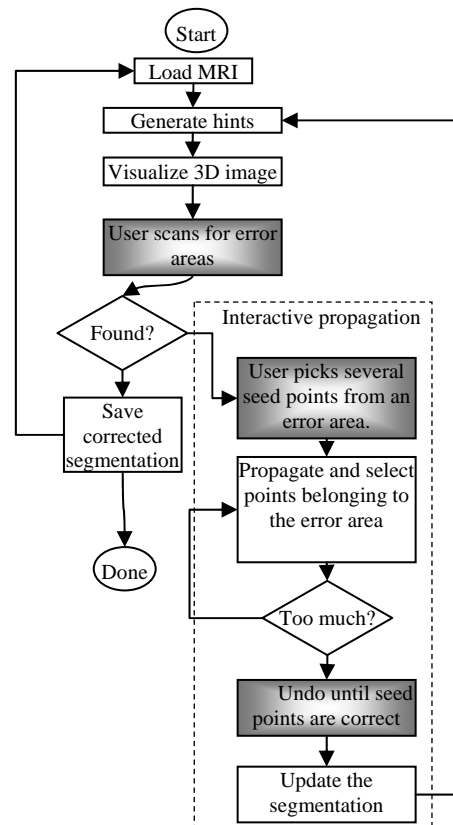 Start
Load MRI
Generate hints
Visualize 3D image
User scans for error
areas
Found?
Save
corrected
segmentation
Done
Interactive propagation
User picks several
seed points from an
error area.
Propagate and select
points belonging to
the error area
Too much?
Undo until seed
points are correct
Update the
segmentation